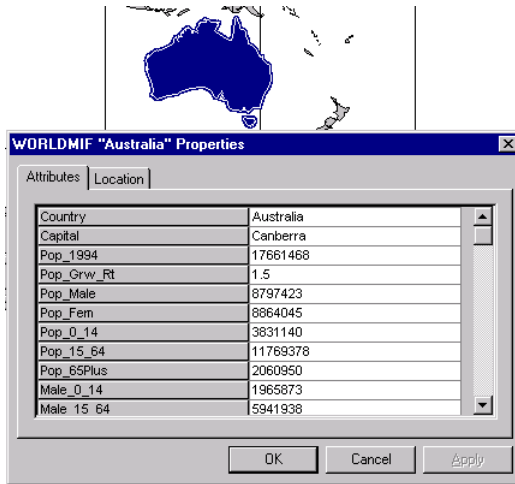 WORLDMIF "Australia" Properties
Attributes Location
Country Australia
Capital Canberra
Pop_1994 17661468
Pop_Grw_Rt 1.5
Pop_Male 8797423
Pop_Fem 8864045
Pop_0_14 3831140
Pop_15_64 11769378
Pop_65Plus 2060950
Male_0_14 1965873
Male_15_64 5941938
OK Cancel Apply